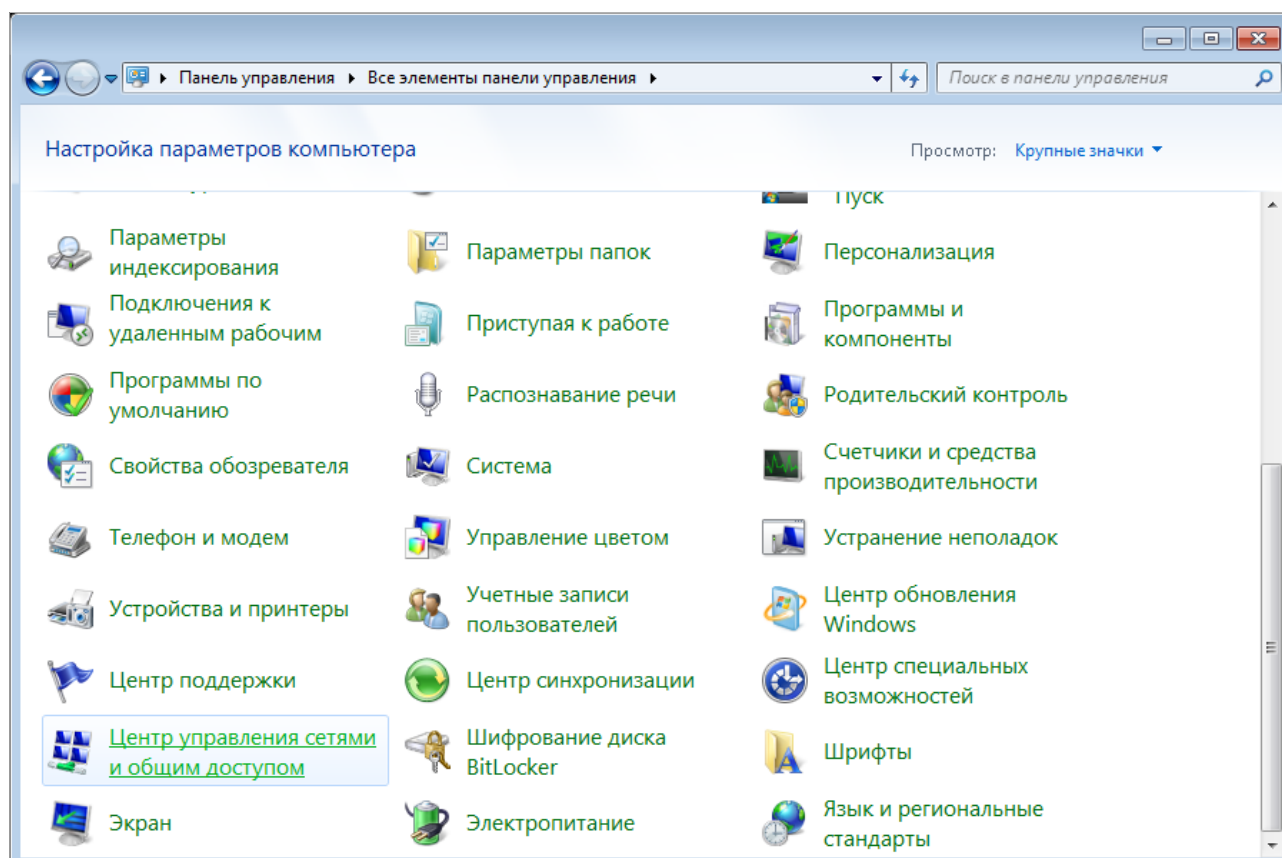 Панель управления
Все элементы панели управления
Поиск в панели управления
Настройка параметров компьютера
Просмотр: Крупные значки
Пуск
Параметры
индексирования
Параметры папок
Персонализация
Подключения к
удаленным рабочим
Приступая к работе
Программы и
компоненты
Программы по
умолчанию
Распознавание речи
Родительский контроль
Свойства обозревателя
Система
Счетчики и средства
производительности
Телефон и модем
Управление цветом
Устранение неполадок
Устройства и принтеры
Учетные записи
пользователей
Центр обновления
Windows
Центр поддержки
Центр синхронизации
Центр специальных
возможностей
Центр управления сетями
и общим доступом
Шифрование диска
BitLocker
Шрифты
Экран
Электропитание
Язык и региональные
стандарты